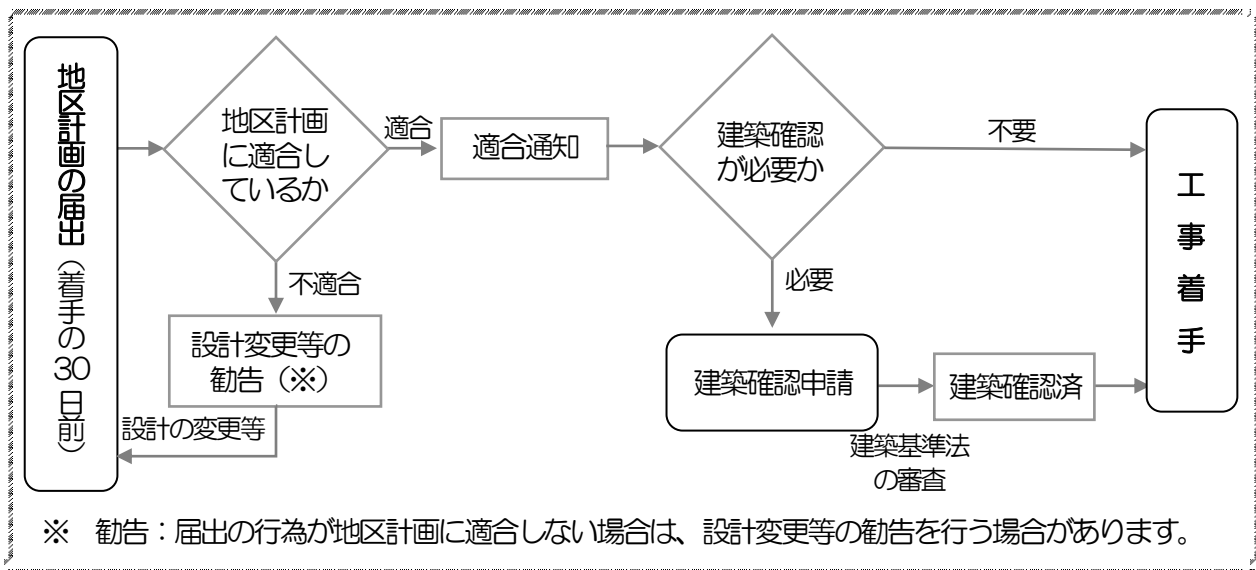 地区計画の届出(着手の30日前)
地区計画
に適合し
ているか
適合
適合通知
建築確認
が必要か
不要
工事着手
不適合
設計変更等の
勧告(※)
設計の変更等
必要
建築確認申請
建築確認済
建築基準法
の審査
※ 勧告:届出の行為が地区計画に適合しない場合は、設計変更等の勧告を行う場合があります。